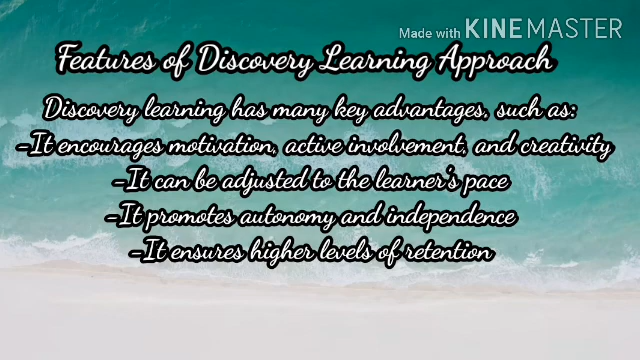 Made with KINEMASTER
Features of Discovery Learning Approach
Discovery learning has many key advantages, such as:
-It encourages motivation, active involvement, and creativity
-It can be adjusted to the learner's pace
-It promotes autonomy and independence
-It ensures higher levels of retention